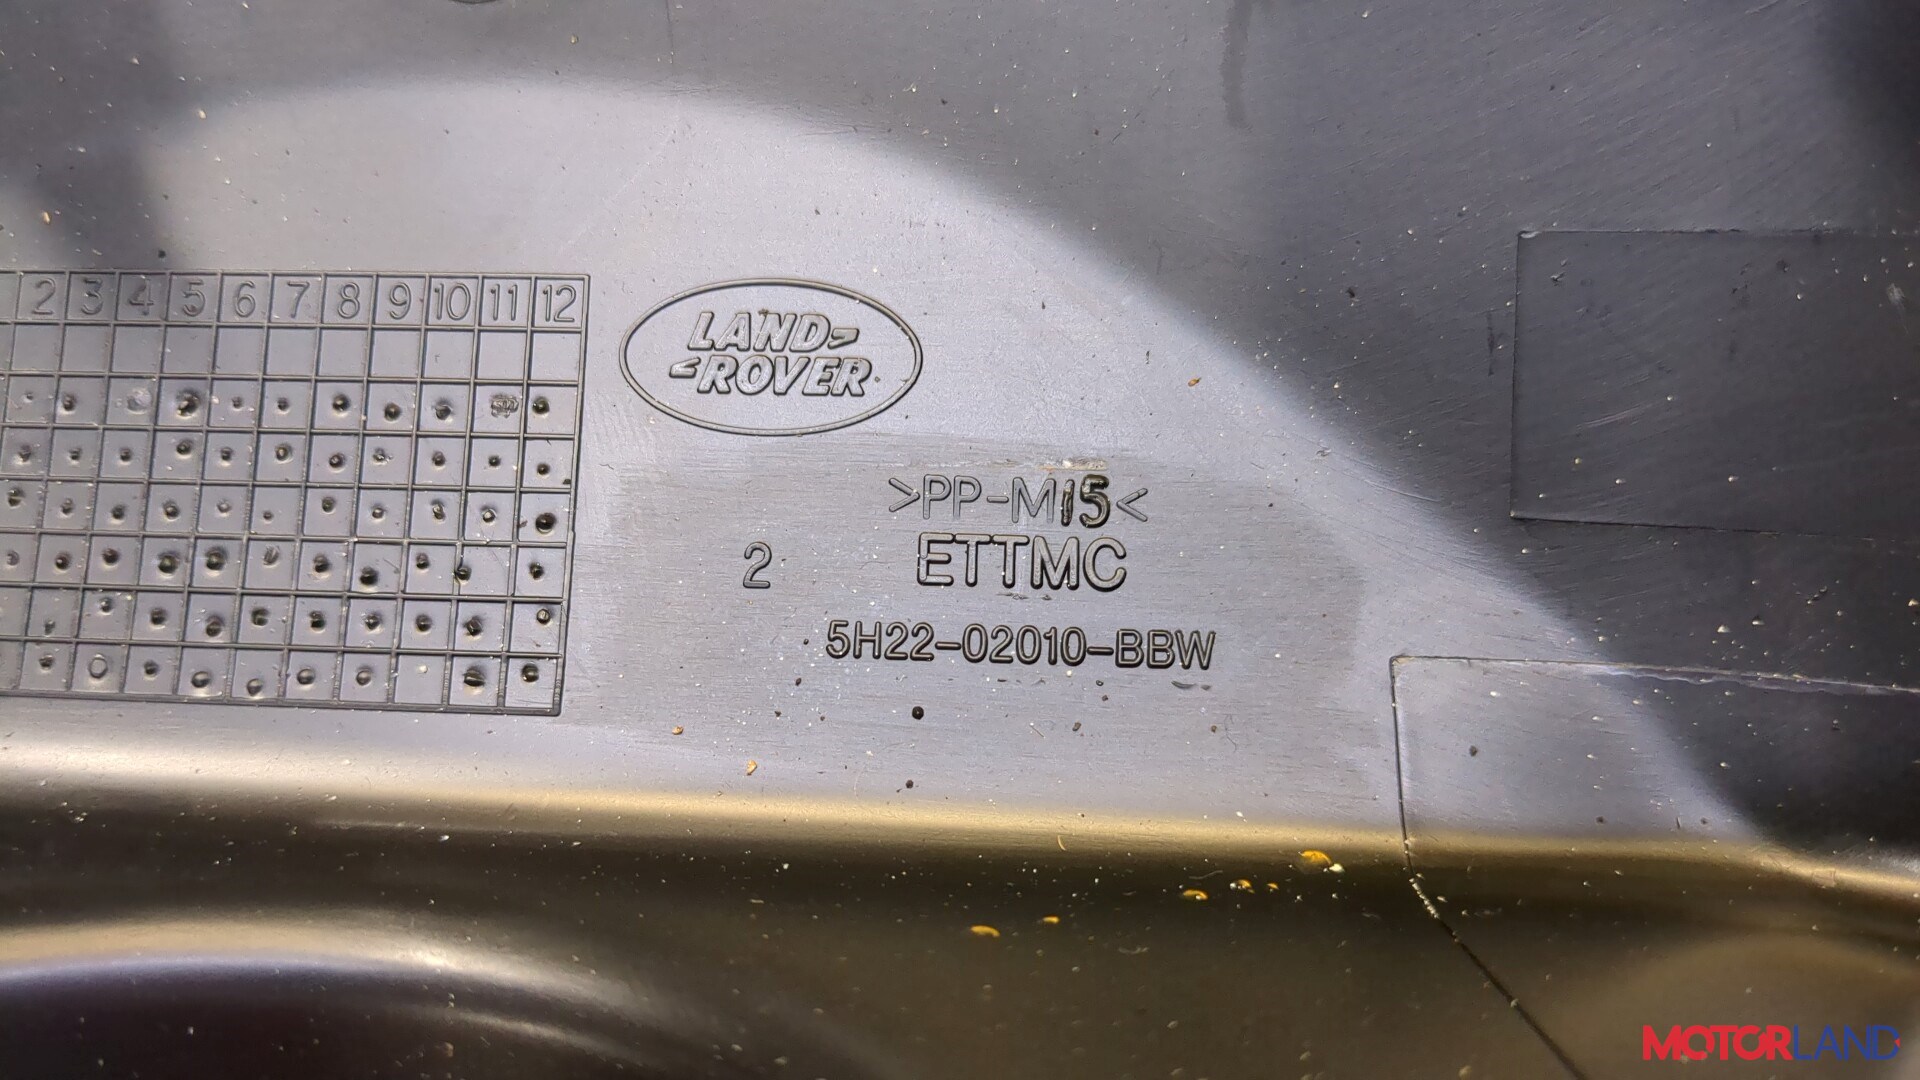 2 3 4 5 6 7 8 9 10 11 12
LAND
ROVER
>PP-M15<
2
ETTMC
5H22-02010-BBW
MOTORLAND